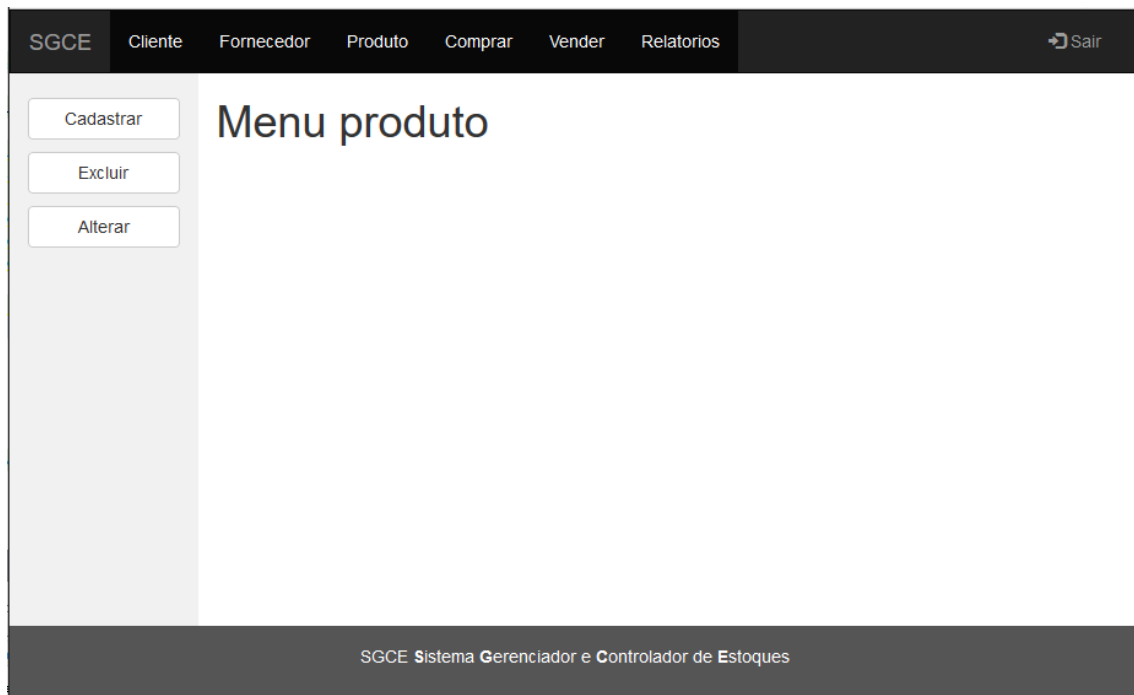 SGCE Cliente Fornecedor Produto Comprar Vender Relatorios Sair
Cadastrar
Menu produto
Excluir
Alterar
SGCE Sistema Gerenciador e Controlador de Estoques